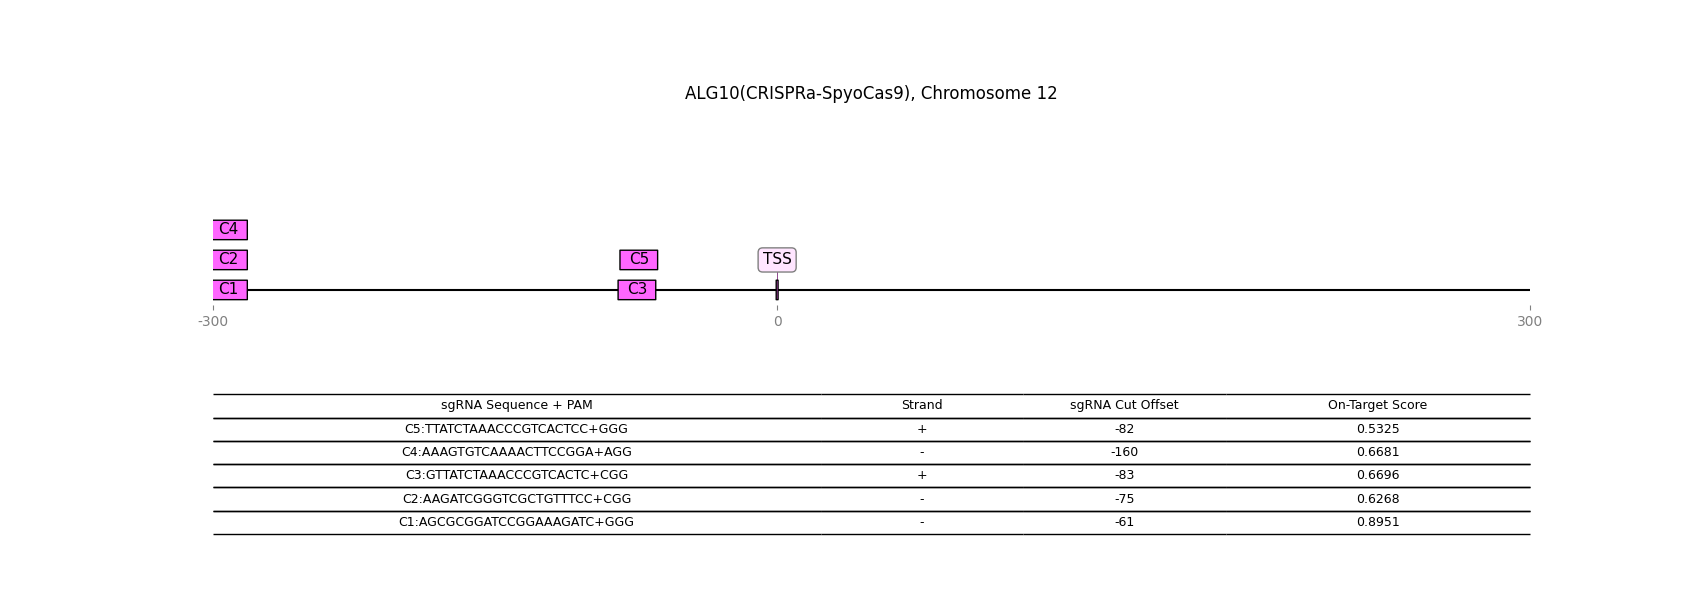 ALG10(CRISPRa-SpyoCas9), Chromosome 12
C4
C2 C5 TSS
C1 C3
-300 0 300
sgRNA Sequence + PAM Strand sgRNA Cut Offset On-Target Score
C5:TTATCTAAACCCGTCACTCC+GGG + -82 0.5325
C4:AAAGTGTCAAAACTTCCGGA+AGG - -160 0.6681
C3:GTTATCTAAACCCGTCACTC+CGG + -83 0.6696
C2:AAGATCGGGTCGCTGTTTCC+CGG - -75 0.6268
C1:AGCGCGGATCCGGAAAGATC+GGG - -61 0.8951